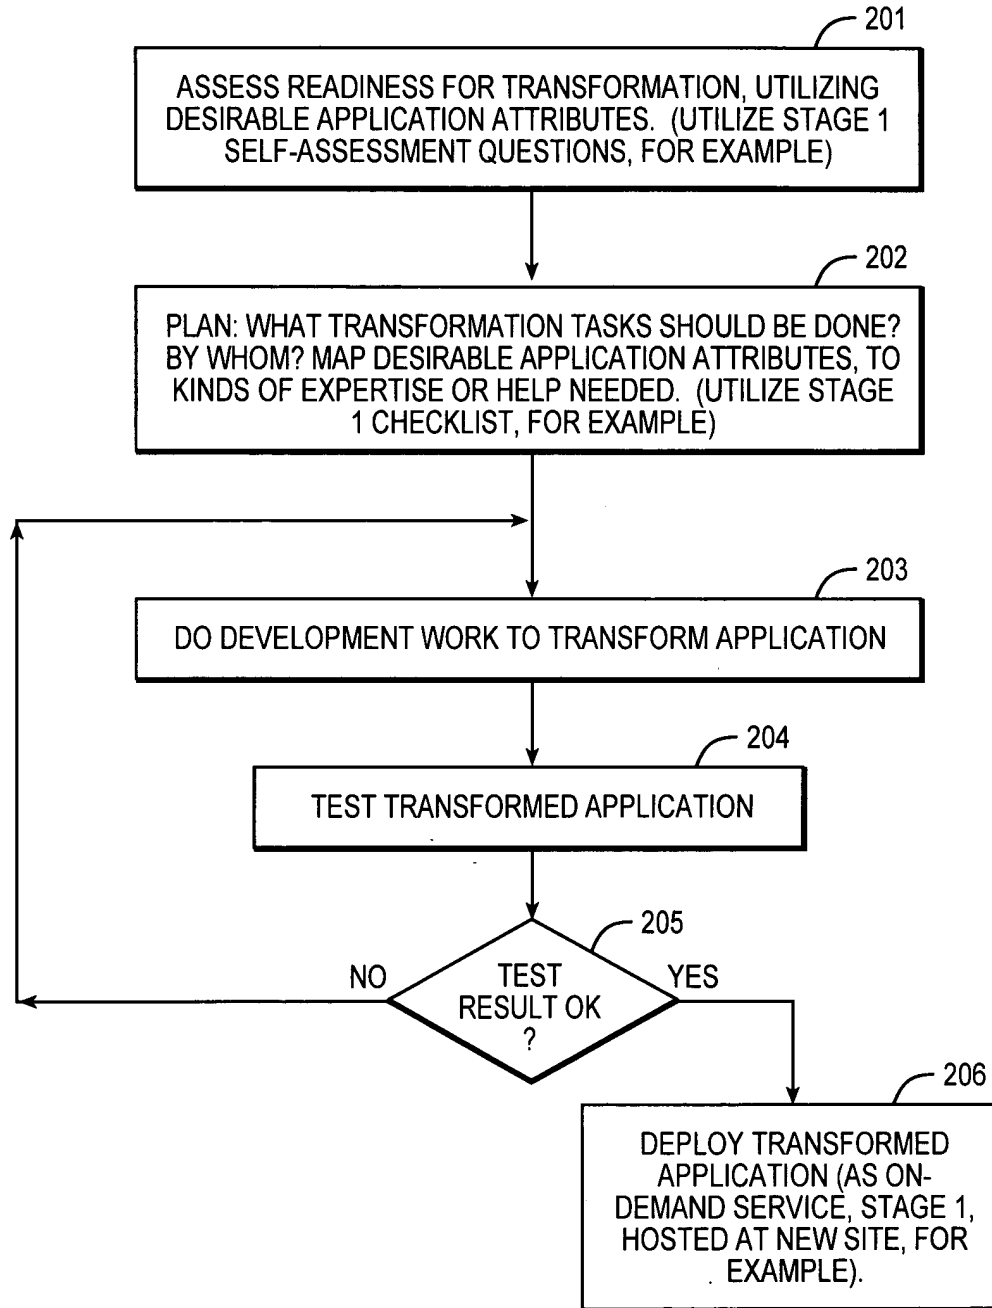 201
ASSESS READINESS FOR TRANSFORMATION, UTILIZING
DESIRABLE APPLICATION ATTRIBUTES. (UTILIZE STAGE 1
SELF-ASSESSMENT QUESTIONS, FOR EXAMPLE)
202
PLAN: WHAT TRANSFORMATION TASKS SHOULD BE DONE?
BY WHOM? MAP DESIRABLE APPLICATION ATTRIBUTES, TO
KINDS OF EXPERTISE OR HELP NEEDED. (UTILIZE STAGE
1 CHECKLIST, FOR EXAMPLE)
203
DO DEVELOPMENT WORK TO TRANSFORM APPLICATION
204
TEST TRANSFORMED APPLICATION
205
NO
TEST
RESULT OK
?
YES
206
DEPLOY TRANSFORMED
APPLICATION (AS ON-
DEMAND SERVICE, STAGE 1,
HOSTED AT NEW SITE, FOR
EXAMPLE).